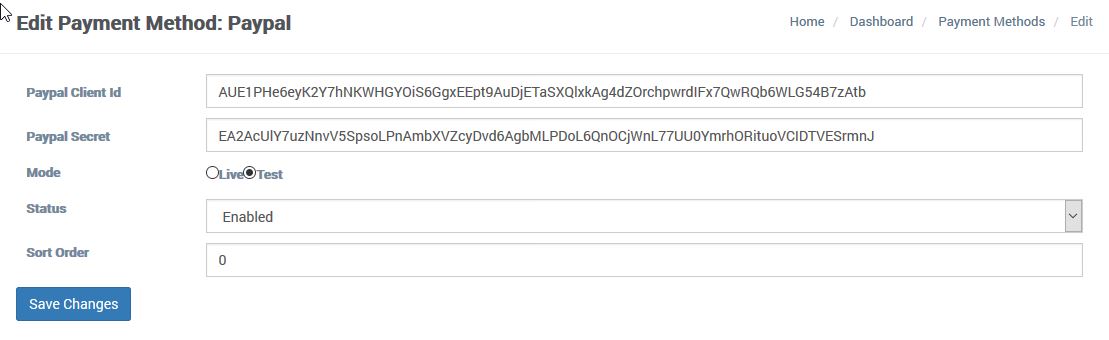 Edit Payment Method: Paypal
Home / Dashboard / Payment Methods / Edit
Paypal Client Id
AUE1PHe6eyK2Y7hNKWHGYOiS6GgxEEpt9AuDjETaSXQlxkAg4dZOrchpwrdIFx7QwRQb6WLG54B7zAtb
Paypal Secret
EA2AcUlY7uzNnvV5SpsoLPnAmbXVZcyDvd6AgbMLPDoL6QnOCjWnL77UU0YmrhORituoVCIDTVESrmnJ
Mode
Live Test
Status
Enabled
Sort Order
0
Save Changes